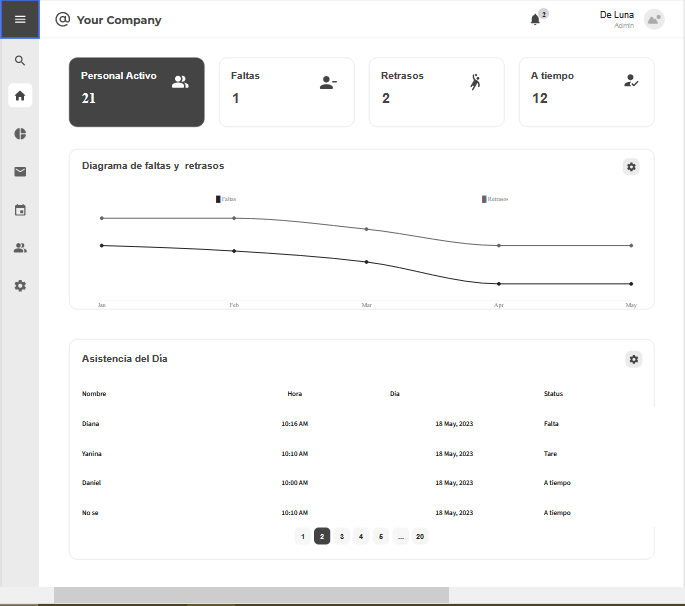 @ Your Company
2
De Luna
Admin
Personal Activo
21
Faltas
1
Retrasos
2
A tiempo
12
Diagrama de faltas y retrasos
Faltas Retrasos
Jan Feb Mar Apr May
Asistencia del Día
Nombre Hora Dia Status
Diana 10:16 AM 18 May, 2023 Falta
Yanina 10:10 AM 18 May, 2023 Tare
Daniel 10:00 AM 18 May, 2023 A tiempo
No se 10:10 AM 18 May, 2023 A tiempo
1 2 3 4 5 ... 20